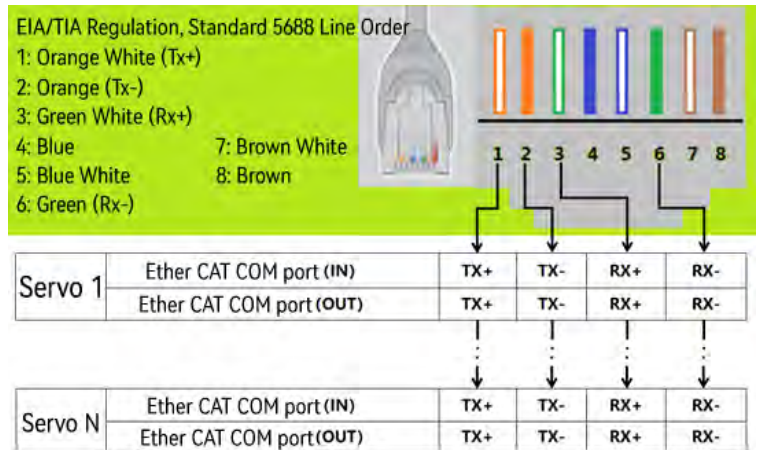 EIA/TIA Regulation, Standard 5688 Line Order
1: Orange White (Tx+)
2: Orange (Tx-)
3: Green White (Rx+)
4: Blue 7: Brown White
5: Blue White 8: Brown
6: Green (Rx-)
1 2 3 4 5 6 7 8
Servo 1
Ether CAT COM port (IN) TX+ TX- RX+ RX-
Ether CAT COM port (OUT) TX+ TX- RX+ RX-
Servo N
Ether CAT COM port (IN) TX+ TX- RX+ RX-
Ether CAT COM port (OUT) TX+ TX- RX+ RX-